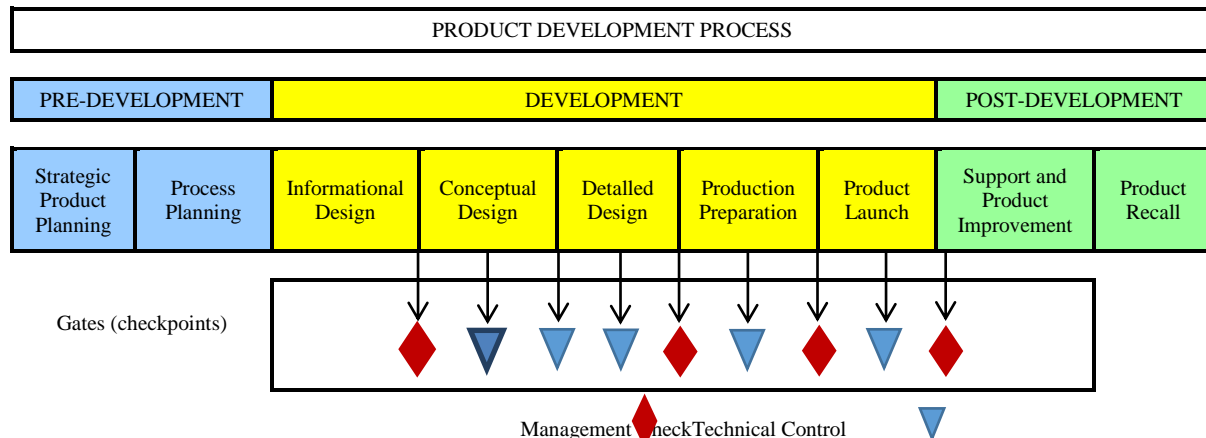 PRODUCT DEVELOPMENT PROCESS
PRE-DEVELOPMENT
DEVELOPMENT
POST-DEVELOPMENT
Strategic
Product
Planning
Process
Planning
Informational
Design
Conceptual
Design
Detalled
Design
Production
Preparation
Product
Launch
Support and
Product
Improvement
Product
Recall
Gates (checkpoints)
Management heckTechnical Control